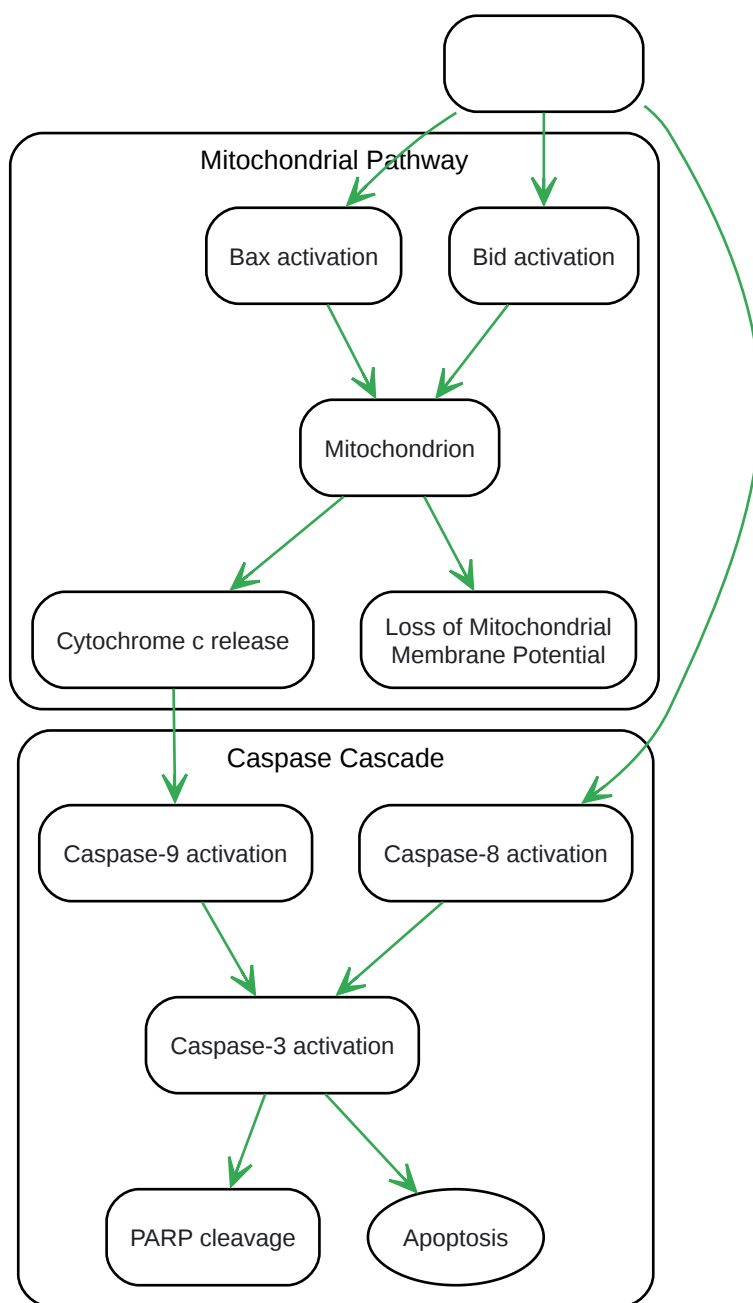 Mitochondrial Pathway
Bax activation
Bid activation
Mitochondrion
Cytochrome c release
Loss of Mitochondrial
Membrane Potential
Caspase Cascade
Caspase-9 activation
Caspase-8 activation
Caspase-3 activation
PARP cleavage
Apoptosis